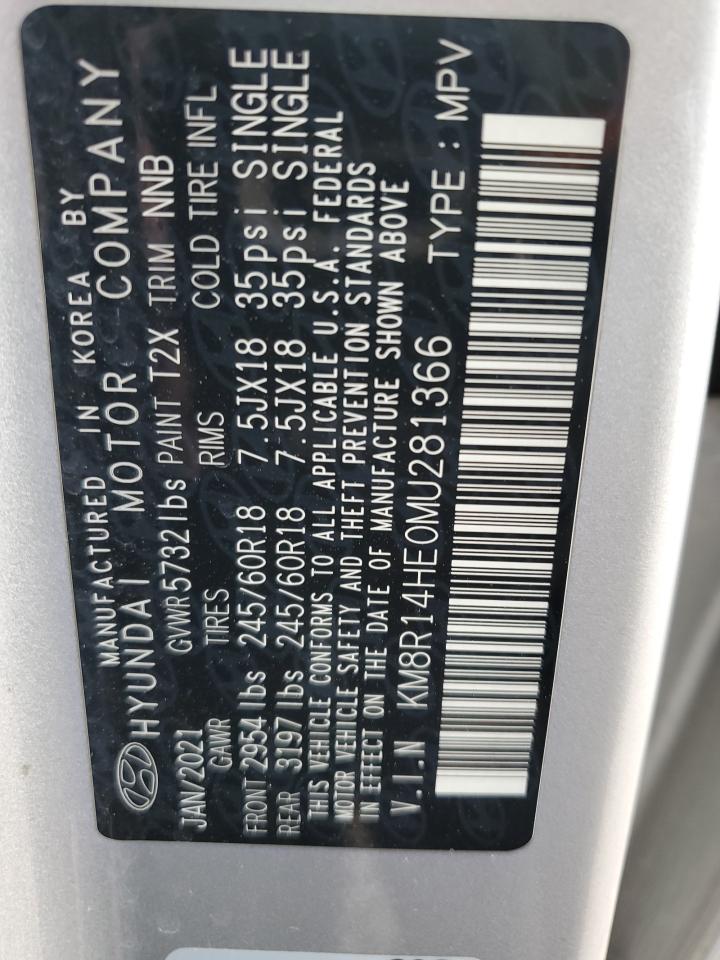 MANUFACTURED IN KOREA BY
HYUNDAI MOTOR COMPANY
JAN/2021 GVWR 5732 lbs PAINT T2X TRIM NNB
GAWR TIRES RIMS COLD TIRE INFL
FRONT 2954 lbs 245/60R18 7.5JX18 35psi SINGLE
REAR 3197 lbs 245/60R18 7.5JX18 35psi SINGLE
THIS VEHICLE CONFORMS TO ALL APPLICABLE U.S.A. FEDERAL
MOTOR VEHICLE SAFETY AND THEFT PREVENTION STANDARDS
IN EFFECT ON THE DATE OF MANUFACTURE SHOWN ABOVE
V.I.N KM8R14HE0MU281366 TYPE : MPV